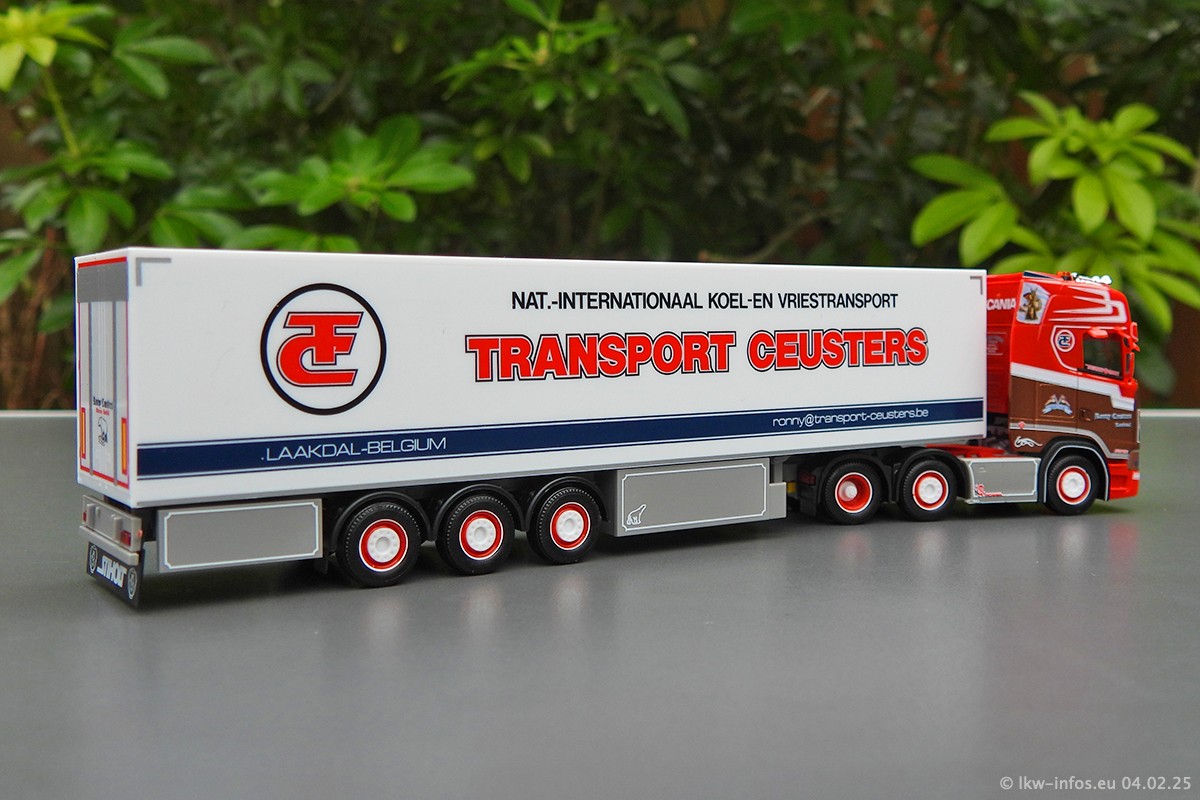 NAT.-INTERNATIONAAL KOEL-EN VRIESTRANSPORT
TC
TRANSPORT CEUSTERS
.LAAKDAL-BELGIUM
ronny@transport-ceusters.be
SCANIA
© lkw-infos.eu 04.02.25